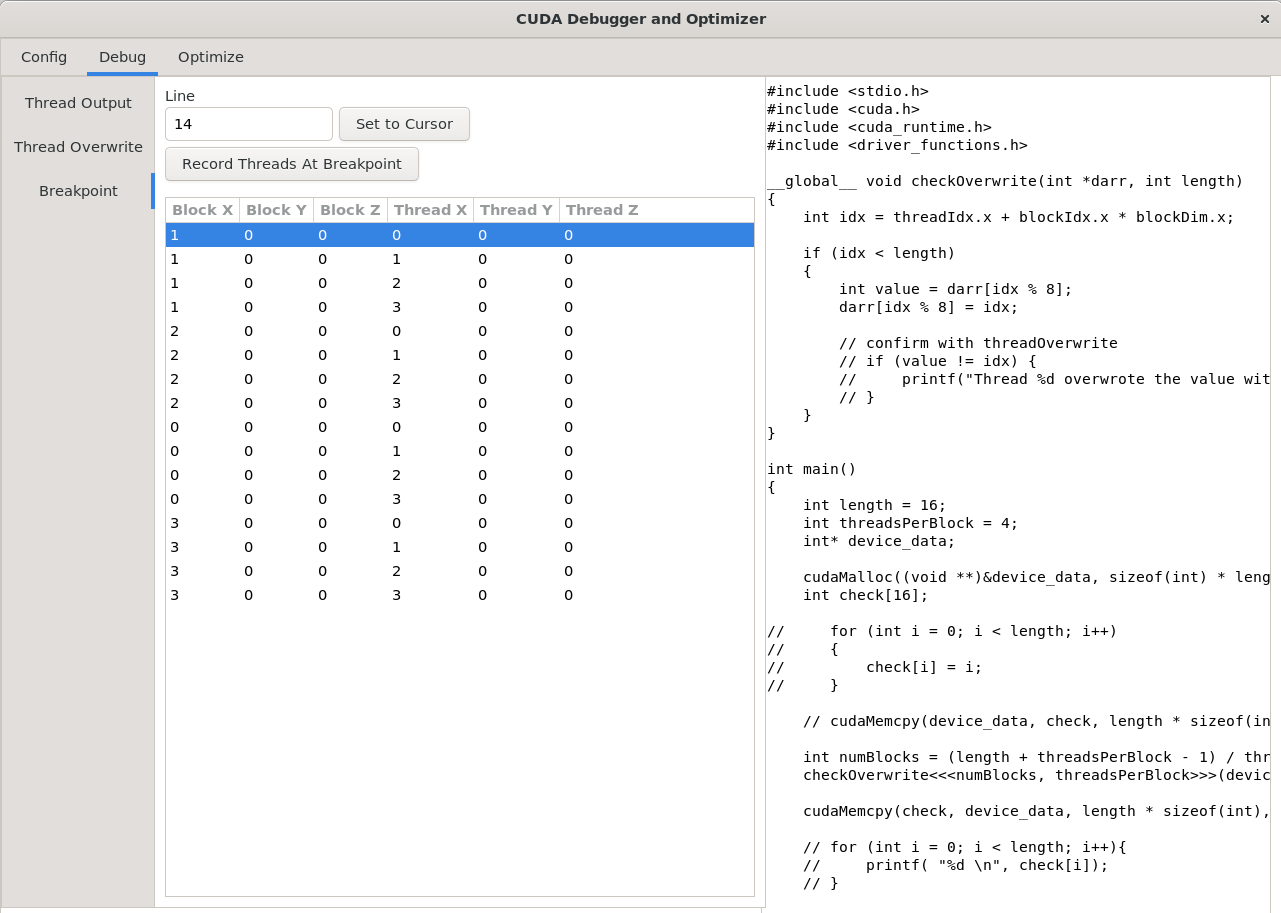 CUDA Debugger and Optimizer ×
Config Debug Optimize
Thread Output
Thread Overwrite
Breakpoint
Line
14 Set to Cursor
Record Threads At Breakpoint
Block X Block Y Block Z Thread X Thread Y Thread Z
1 0 0 0 0 0
1 0 0 1 0 0
1 0 0 2 0 0
1 0 0 3 0 0
2 0 0 0 0 0
2 0 0 1 0 0
2 0 0 2 0 0
2 0 0 3 0 0
0 0 0 0 0 0
0 0 0 1 0 0
0 0 0 2 0 0
0 0 0 3 0 0
3 0 0 0 0 0
3 0 0 1 0 0
3 0 0 2 0 0
3 0 0 3 0 0
#include <stdio.h>
#include <cuda.h>
#include <cuda_runtime.h>
#include <driver_functions.h>
__global__ void checkOverwrite(int *darr, int length)
{
    int idx = threadIdx.x + blockIdx.x * blockDim.x;
    if (idx < length)
    {
        int value = darr[idx % 8];
        darr[idx % 8] = idx;
        // confirm with threadOverwrite
        // if (value != idx) {
        //     printf("Thread %d overwrote the value wit
        // }
    }
}
int main()
{
    int length = 16;
    int threadsPerBlock = 4;
    int* device_data;
    cudaMalloc((void **)&device_data, sizeof(int) * leng
    int check[16];
//     for (int i = 0; i < length; i++)
//     {
//         check[i] = i;
//     }
    // cudaMemcpy(device_data, check, length * sizeof(in
    int numBlocks = (length + threadsPerBlock - 1) / thr
    checkOverwrite<<<numBlocks, threadsPerBlock>>>(devic
    cudaMemcpy(check, device_data, length * sizeof(int),
    // for (int i = 0; i < length; i++){
    //     printf( "%d \n", check[i]);
    // }